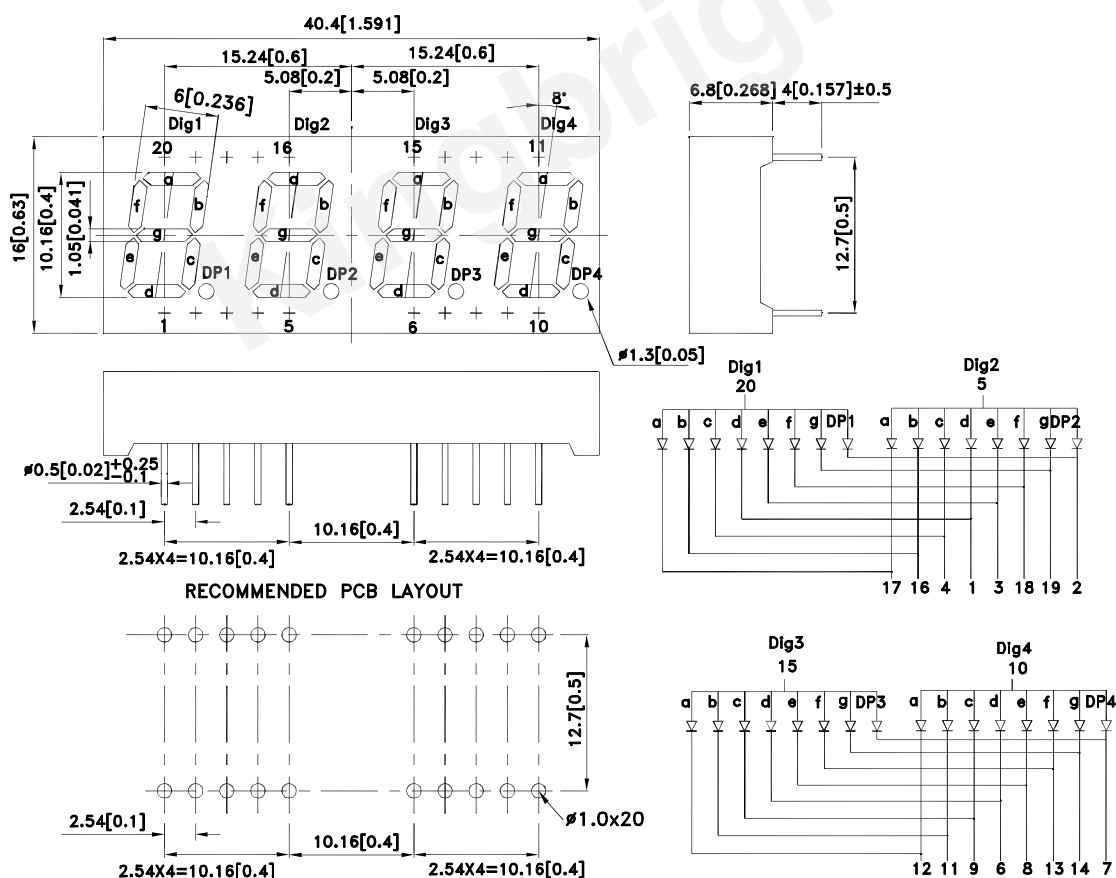 40.4[1.591]
15.24[0.6] 15.24[0.6]
5.08[0.2] 5.08[0.2]
6[0.236] 8°
Dig1 Dig2 Dig3 Dig4
20 16 15 11
16[0.63]
10.16[0.4]
1.05[0.041]
a b c d e f g DP1
a b c d e f g DP2
a b c d e f g DP3
a b c d e f g DP4
1 5 6 10
ø1.3[0.05]
6.8[0.268] 4[0.157]±0.5
12.7[0.5]
ø0.5[0.02]+0.25 -0.1
2.54[0.1]
10.16[0.4]
2.54X4=10.16[0.4] 2.54X4=10.16[0.4]
RECOMMENDED PCB LAYOUT
12.7[0.5]
ø1.0x20
2.54[0.1]
10.16[0.4]
2.54X4=10.16[0.4] 2.54X4=10.16[0.4]
Dig1 Dig2
20 5
a b c d e f g DP1 a b c d e f g DP2
17 16 4 1 3 18 19 2
Dig3 Dig4
15 10
a b c d e f g DP3 a b c d e f g DP4
12 11 9 6 8 13 14 7
Kingbrigh